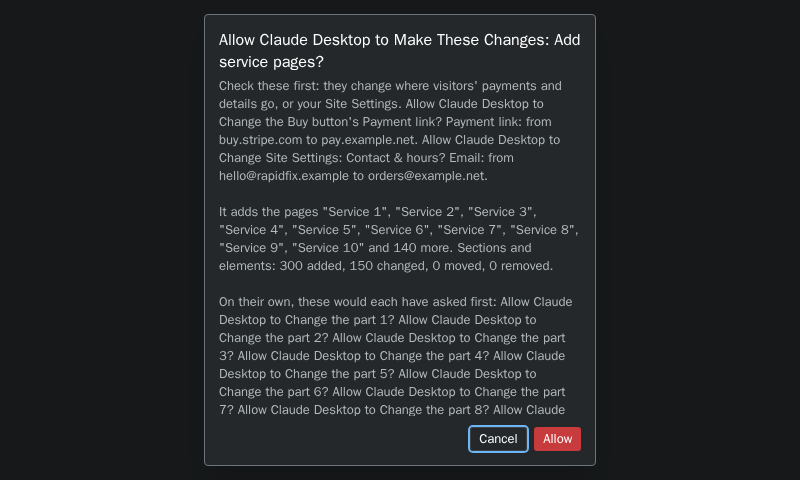 Allow Claude Desktop to Make These Changes: Add
service pages?
Check these first: they change where visitors' payments and
details go, or your Site Settings. Allow Claude Desktop to
Change the Buy button's Payment link? Payment link: from
buy.stripe.com to pay.example.net. Allow Claude Desktop to
Change Site Settings: Contact & hours? Email: from
hello@rapidfix.example to orders@example.net.
It adds the pages "Service 1", "Service 2", "Service 3",
"Service 4", "Service 5", "Service 6", "Service 7", "Service 8",
"Service 9", "Service 10" and 140 more. Sections and
elements: 300 added, 150 changed, 0 moved, 0 removed.
On their own, these would each have asked first: Allow Claude
Desktop to Change the part 1? Allow Claude Desktop to
Change the part 2? Allow Claude Desktop to Change the part
3? Allow Claude Desktop to Change the part 4? Allow Claude
Desktop to Change the part 5? Allow Claude Desktop to
Change the part 6? Allow Claude Desktop to Change the part
7? Allow Claude Desktop to Change the part 8? Allow Claude
Cancel
Allow